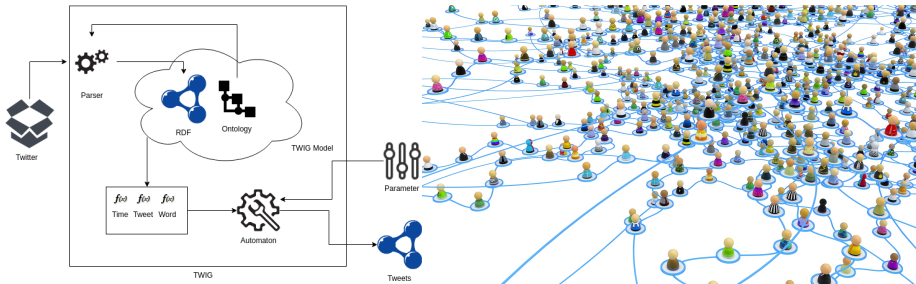 Twitter
Parser
RDF
Ontology
TWIG Model
Parameter
f(x) f(x) f(x)
Time Tweet Word
Automaton
Tweets
TWIG